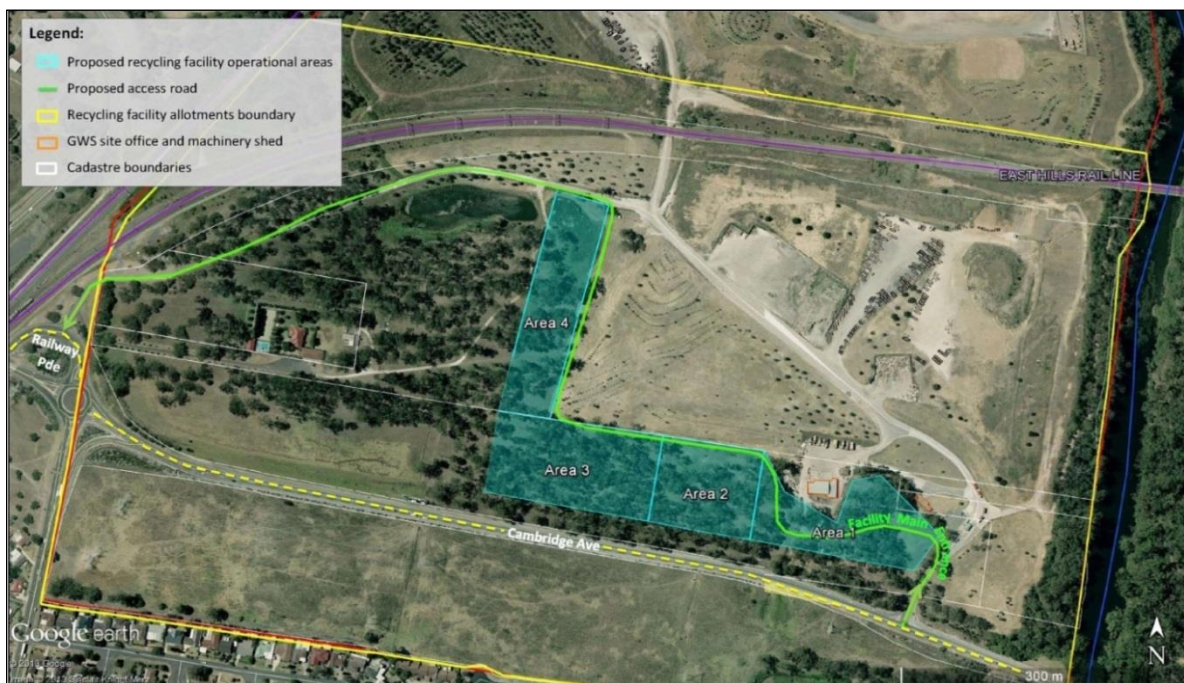 Legend:
Proposed recycling facility operational areas
Proposed access road
Recycling facility allotments boundary
GWS site office and machinery shed
Cadastre boundaries
EAST HILLS RAIL LINE
Area 4
Railway
Pde
Area 3
Area 2
Area 1
Facility Main
Cambridge Ave
Google earth
300 m
N